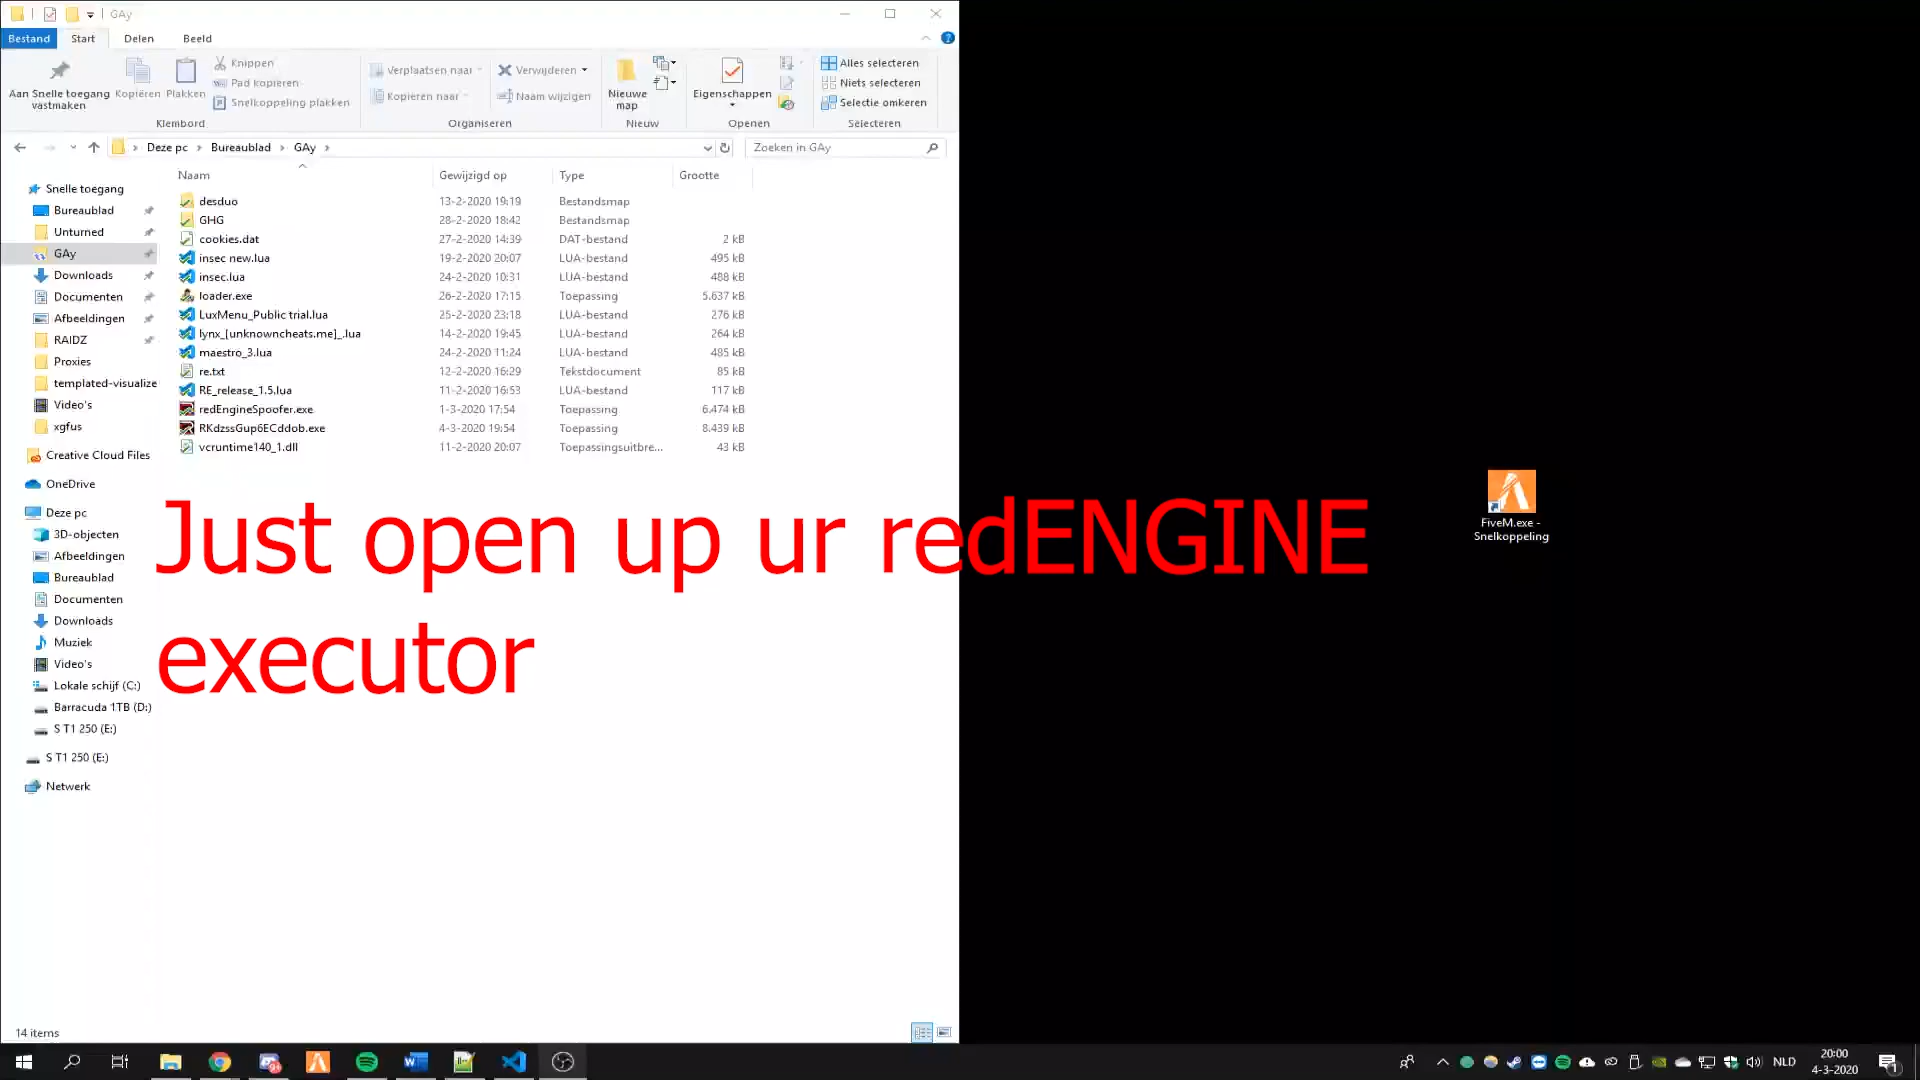 GAy
Bestand Start Delen Beeld
Aan Snelle toegang vastmaken
Kopiëren
Plakken
Knippen
Pad kopiëren
Snelkoppeling plakken
Klembord
Verplaatsen naar
Kopiëren naar
Verwijderen
Naam wijzigen
Organiseren
Nieuwe map
Nieuw
Eigenschappen
Openen
Alles selecteren
Niets selecteren
Selectie omkeren
Selecteren
Deze pc > Bureaublad > GAy >
Zoeken in GAy
Naam Gewijzigd op Type Grootte
desduo 13-2-2020 19:19 Bestandsmap
GHG 28-2-2020 18:42 Bestandsmap
cookies.dat 27-2-2020 14:39 DAT-bestand 2 kB
insec new.lua 19-2-2020 20:07 LUA-bestand 495 kB
insec.lua 24-2-2020 10:31 LUA-bestand 488 kB
loader.exe 26-2-2020 17:15 Toepassing 5.637 kB
LuxMenu_Public trial.lua 25-2-2020 23:18 LUA-bestand 276 kB
lynx_[unknowncheats.me]_.lua 14-2-2020 19:45 LUA-bestand 264 kB
maestro_3.lua 24-2-2020 11:24 LUA-bestand 485 kB
re.txt 12-2-2020 16:29 Tekstdocument 85 kB
RE_release_1.5.lua 11-2-2020 16:53 LUA-bestand 117 kB
redEngineSpoofer.exe 1-3-2020 17:54 Toepassing 6.474 kB
RKdzssGup6ECddob.exe 4-3-2020 19:54 Toepassing 8.439 kB
vcruntime140_1.dll 11-2-2020 20:07 Toepassingsuitbre... 43 kB
Snelle toegang
Bureaublad
Unturned
GAy
Downloads
Documenten
Afbeeldingen
RAIDZ
Proxies
templated-visualize
Video's
xgfus
Creative Cloud Files
OneDrive
Deze pc
3D-objecten
Afbeeldingen
Bureaublad
Documenten
Downloads
Muziek
Video's
Lokale schijf (C:)
Barracuda 1TB (D:)
S T1 250 (E:)
S T1 250 (E:)
Netwerk
Just open up ur redENGINE
executor
FiveM.exe -
Snelkoppeling
14 items
NLD
20:00
4-3-2020